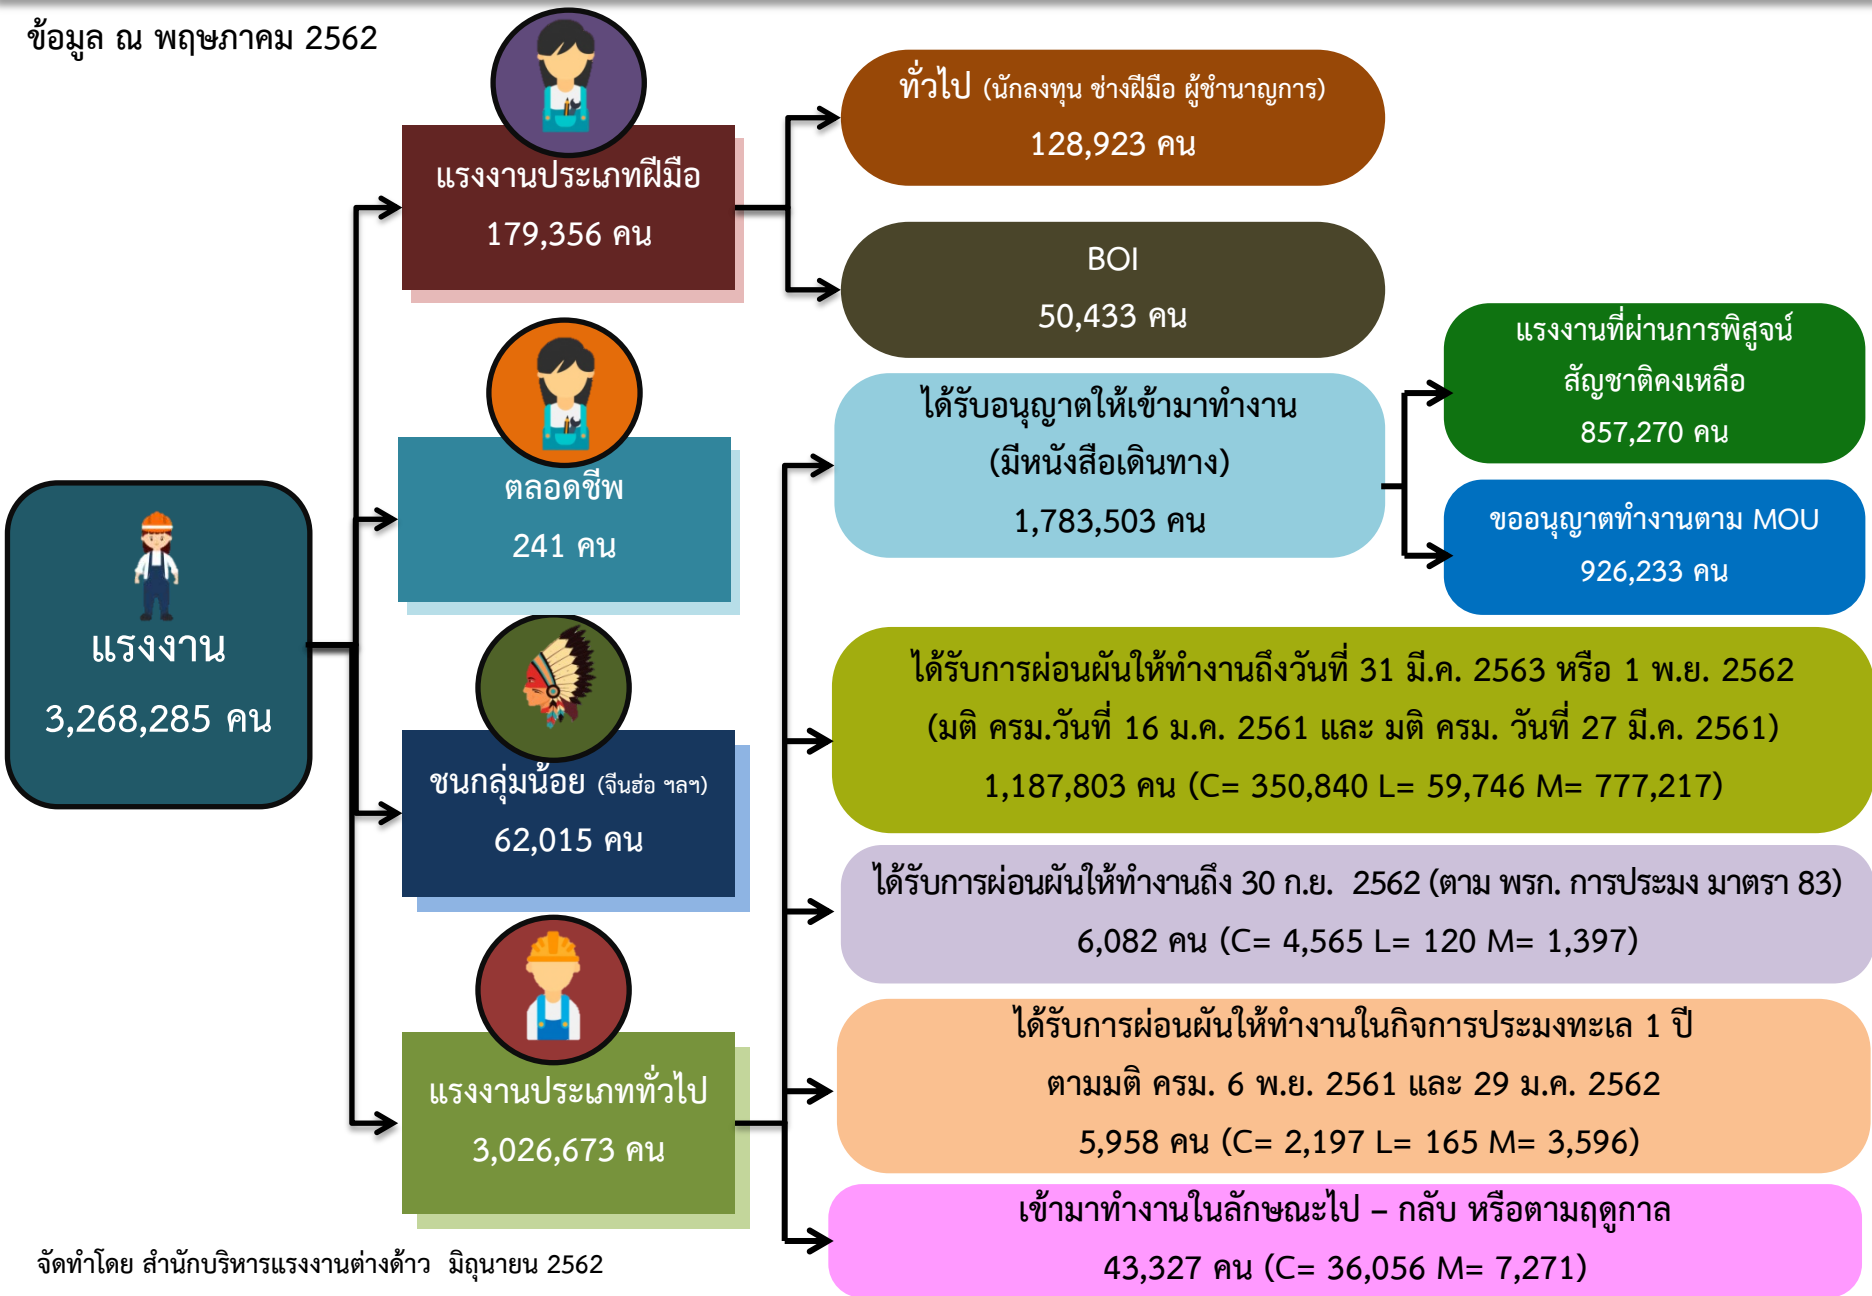 ข้อมูล ณ พฤษภาคม 2562
แรงงาน
3,268,285 คน
แรงงานประเภทฝีมือ
179,356 คน
ทั่วไป (นักลงทุน ช่างฝีมือ ผู้ชำนาญการ)
128,923 คน
BOI
50,433 คน
ตลอดชีพ
241 คน
ชนกลุ่มน้อย (จีนฮ่อ ฯลฯ)
62,015 คน
แรงงานประเภททั่วไป
3,026,673 คน
ได้รับอนุญาตให้เข้ามาทำงาน
(มีหนังสือเดินทาง)
1,783,503 คน
แรงงานที่ผ่านการพิสูจน์
สัญชาติคงเหลือ
857,270 คน
ขออนุญาตทำงานตาม MOU
926,233 คน
ได้รับการผ่อนผันให้ทำงานถึงวันที่ 31 มี.ค. 2563 หรือ 1 พ.ย. 2562
(มติ ครม.วันที่ 16 ม.ค. 2561 และ มติ ครม. วันที่ 27 มี.ค. 2561)
1,187,803 คน (C= 350,840 L= 59,746 M= 777,217)
ได้รับการผ่อนผันให้ทำงานถึง 30 ก.ย. 2562 (ตาม พรก. การประมง มาตรา 83)
6,082 คน (C= 4,565 L= 120 M= 1,397)
ได้รับการผ่อนผันให้ทำงานในกิจการประมงทะเล 1 ปี
ตามมติ ครม. 6 พ.ย. 2561 และ 29 ม.ค. 2562
5,958 คน (C= 2,197 L= 165 M= 3,596)
เข้ามาทำงานในลักษณะไป – กลับ หรือตามฤดูกาล
43,327 คน (C= 36,056 M= 7,271)
จัดทำโดย สำนักบริหารแรงงานต่างด้าว มิถุนายน 2562